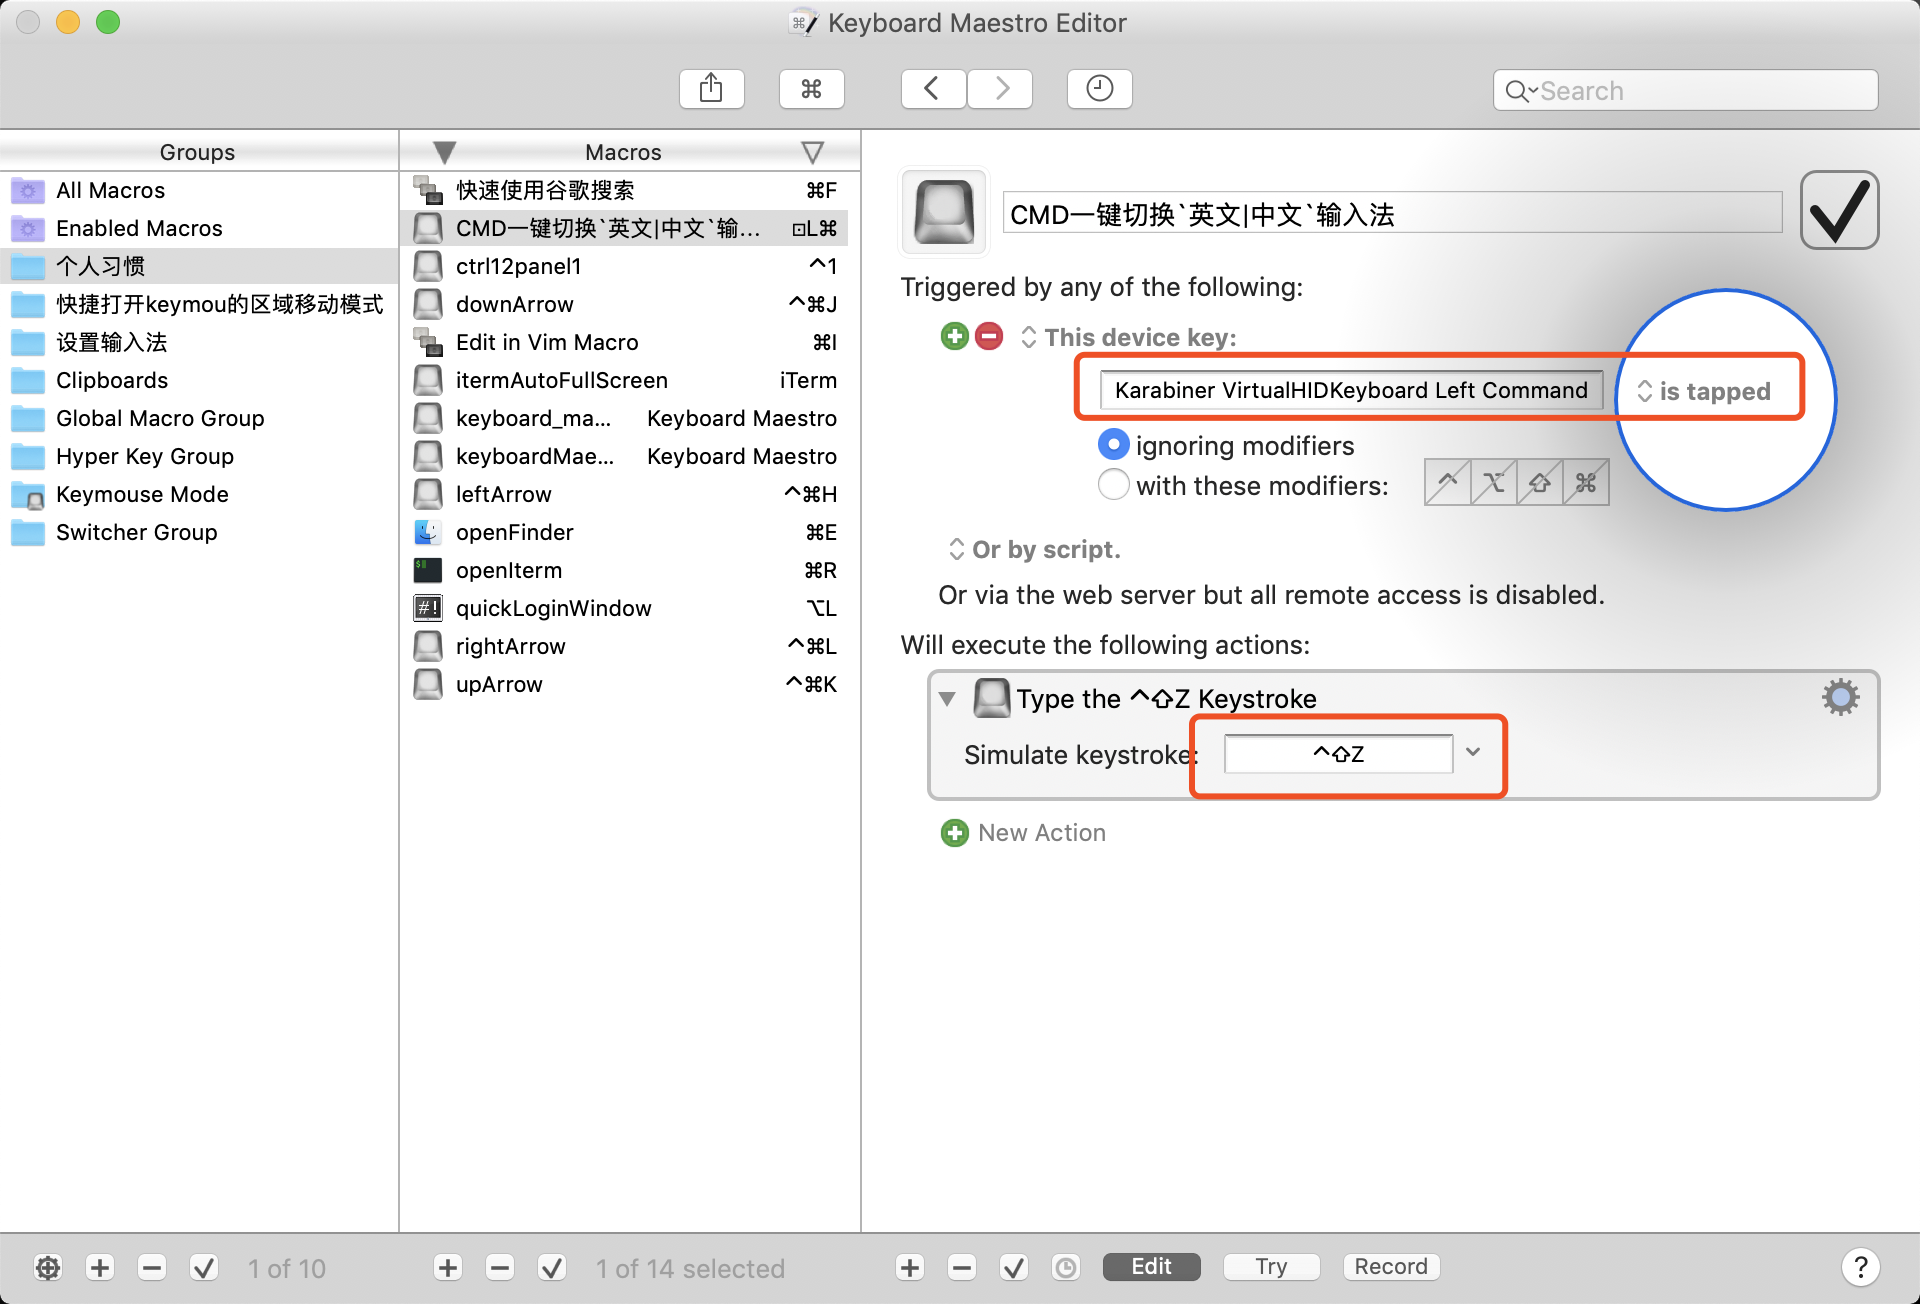 Keyboard Maestro Editor
Search
Groups
All Macros
Enabled Macros
个人习惯
快捷打开keymou的区域移动模式
设置输入法
Clipboards
Global Macro Group
Hyper Key Group
Keymouse Mode
Switcher Group
Macros
快速使用谷歌搜索 ⌘F
CMD一键切换`英文|中文`输... ⊡L⌘
ctrl12panel1 ^1
downArrow ^⌘J
Edit in Vim Macro ⌘I
itermAutoFullScreen iTerm
keyboard_ma... Keyboard Maestro
keyboardMae... Keyboard Maestro
leftArrow ^⌘H
openFinder ⌘E
openIterm ⌘R
quickLoginWindow ⌥L
rightArrow ^⌘L
upArrow ^⌘K
CMD一键切换`英文|中文`输入法
Triggered by any of the following:
This device key:
Karabiner VirtualHIDKeyboard Left Command is tapped
ignoring modifiers
with these modifiers: ^ ⌥ ⇧ ⌘
Or by script.
Or via the web server but all remote access is disabled.
Will execute the following actions:
Type the ^⇧Z Keystroke
Simulate keystroke: ^⇧Z
New Action
1 of 10
1 of 14 selected
Edit Try Record ?